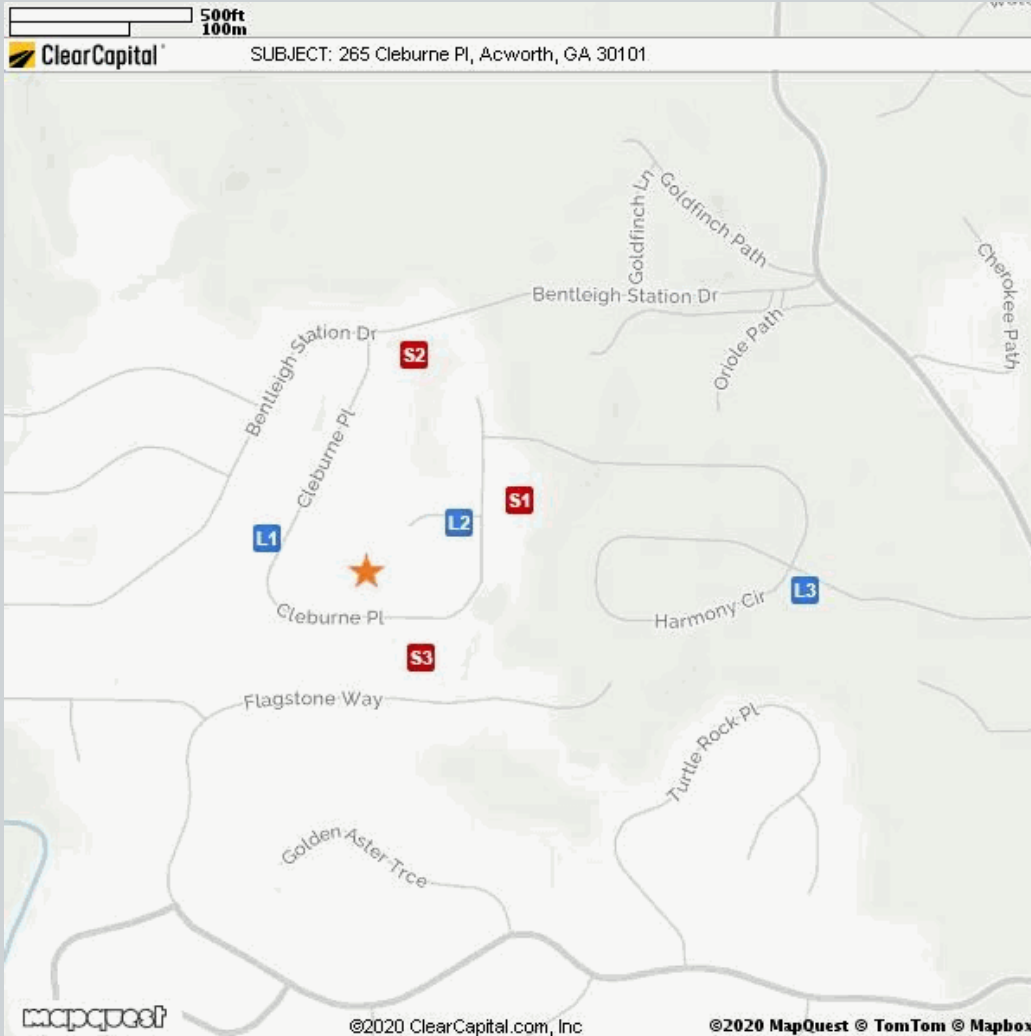 500ft
100m
ClearCapital
SUBJECT: 265 Cleburne Pl, Acworth, GA 30101
Goldfinch Ln
Goldfinch Path
Cherokee Path
Bentleigh Station Dr
Oriole Path
Bentleigh Station Dr
S2
Cleburne Pl
S1
L2
L1
L3
Cleburne Pl
Harmony Cir
S3
Flagstone Way
Turtle Rock Pl
Golden Aster Trce
mapquest
©2020 ClearCapital.com, Inc
©2020 MapQuest © TomTom © Mapbox